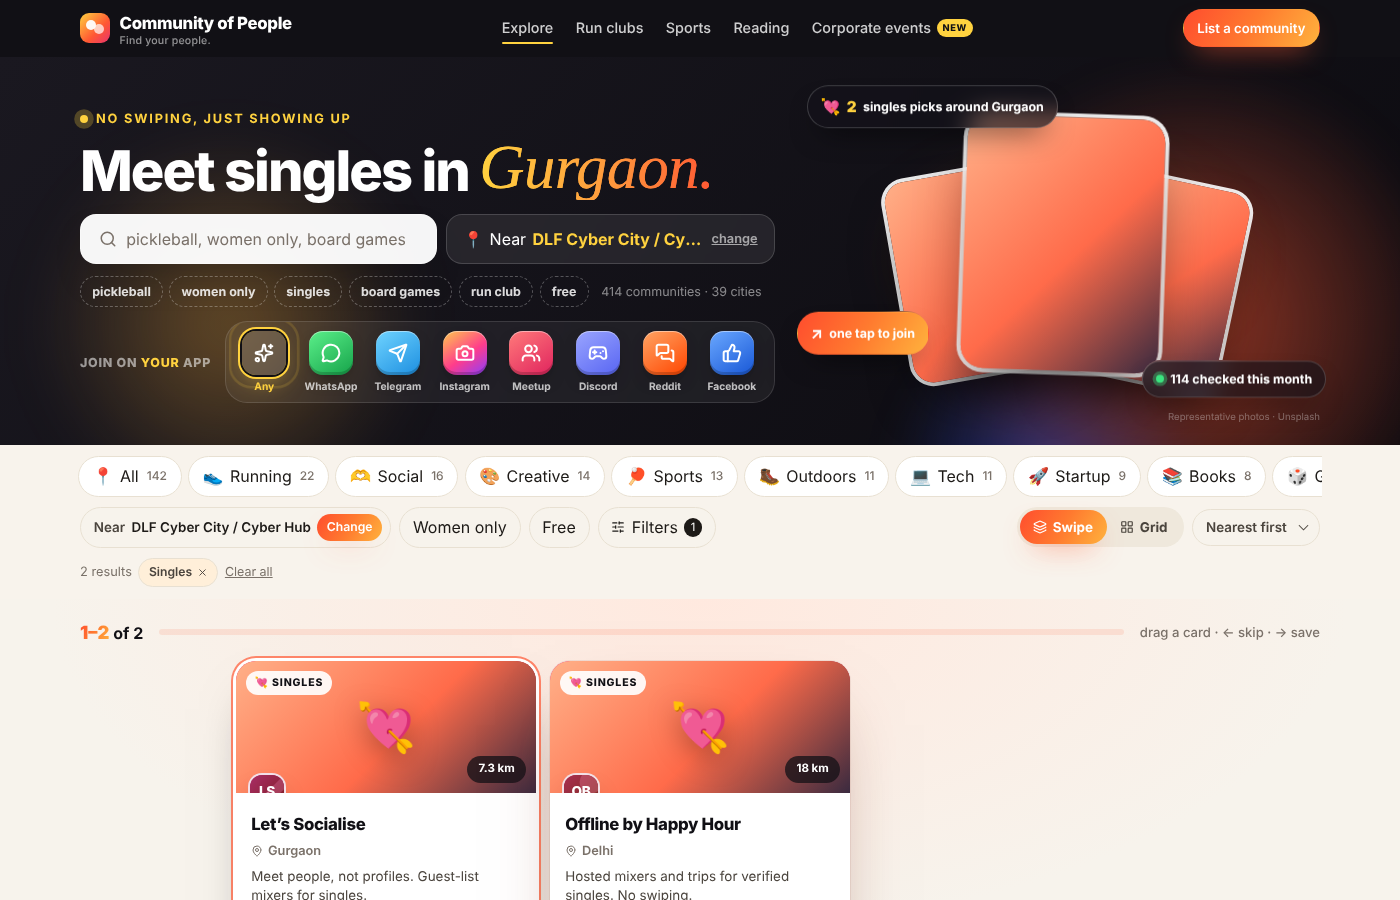 Community of People
Find your people.
Explore
Run clubs
Sports
Reading
Corporate events NEW
List a community
NO SWIPING, JUST SHOWING UP
Meet singles in Gurgaon.
pickleball, women only, board games
Near DLF Cyber City / Cy... change
pickleball
women only
singles
board games
run club
free
414 communities · 39 cities
JOIN ON YOUR APP
Any
WhatsApp
Telegram
Instagram
Meetup
Discord
Reddit
Facebook
2 singles picks around Gurgaon
one tap to join
114 checked this month
Representative photos · Unsplash
All 142
Running 22
Social 16
Creative 14
Sports 13
Outdoors 11
Tech 11
Startup 9
Books 8
Near DLF Cyber City / Cyber Hub Change
Women only
Free
Filters 1
Swipe
Grid
Nearest first
2 results
Singles ×
Clear all
1–2 of 2
drag a card · ← skip · → save
SINGLES
7.3 km
LS
Let’s Socialise
Gurgaon
Meet people, not profiles. Guest-list
mixers for singles.
SINGLES
18 km
OB
Offline by Happy Hour
Delhi
Hosted mixers and trips for verified
singles. No swiping.